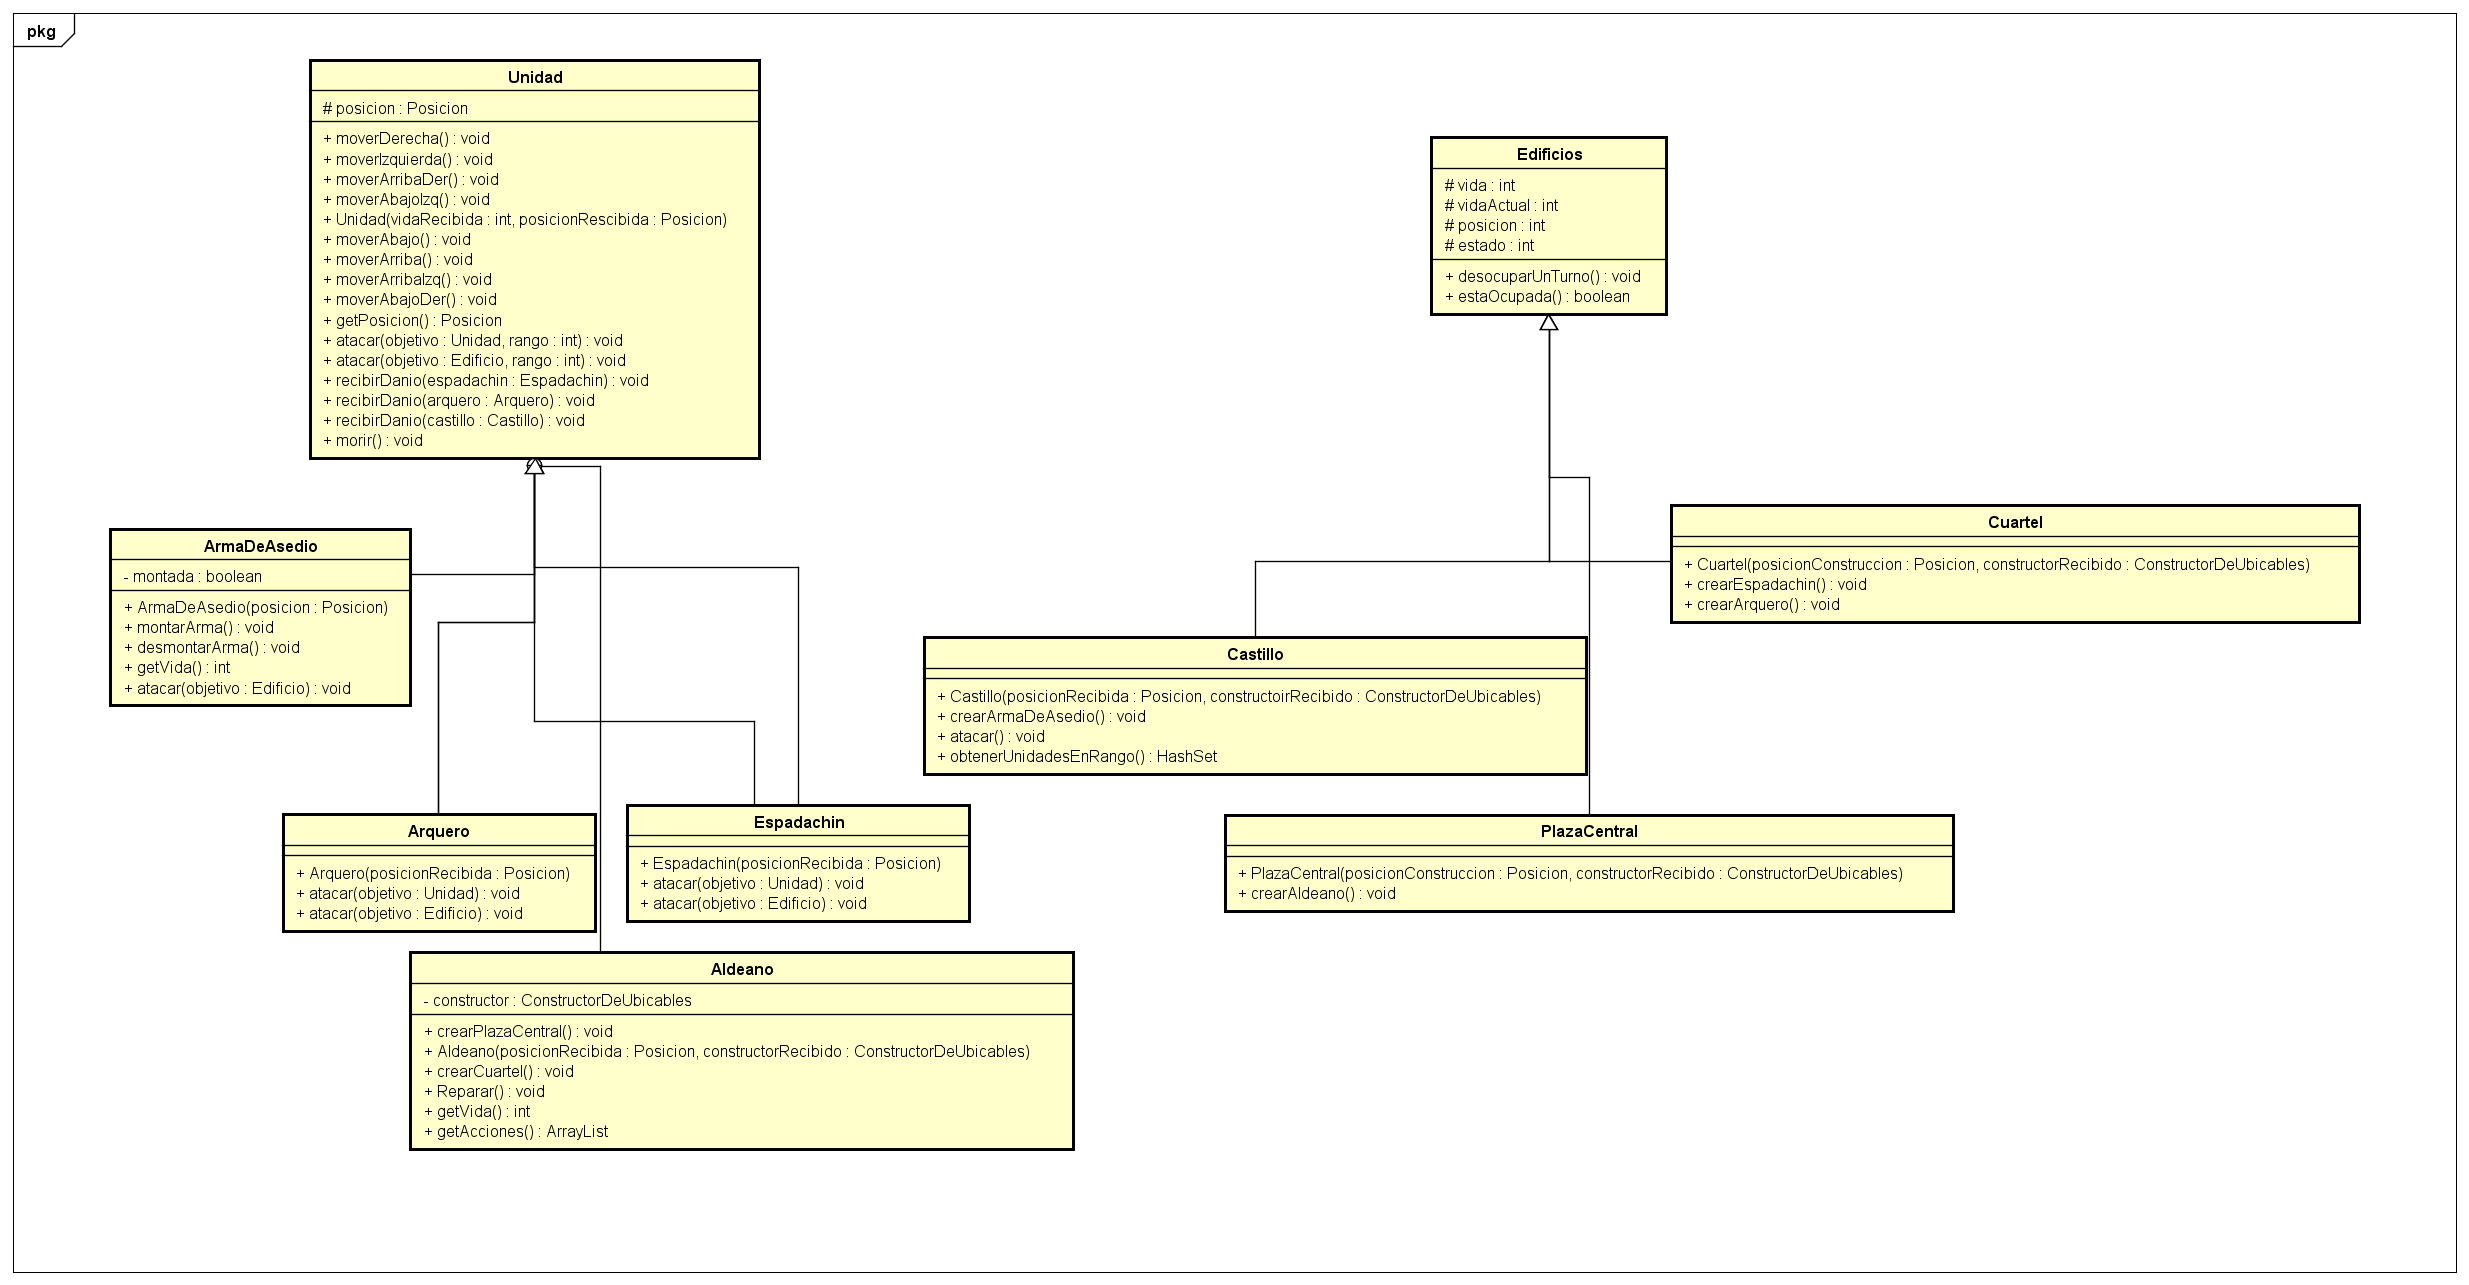 pkg
Unidad
# posicion : Posicion
+ moverDerecha() : void
+ moverIzquierda() : void
+ moverArribaDer() : void
+ moverAbajoIzq() : void
+ Unidad(vidaRecibida : int, posicionRescibida : Posicion)
+ moverAbajo() : void
+ moverArriba() : void
+ moverArribaIzq() : void
+ moverAbajoDer() : void
+ getPosicion() : Posicion
+ atacar(objetivo : Unidad, rango : int) : void
+ atacar(objetivo : Edificio, rango : int) : void
+ recibirDanio(espadachin : Espadachin) : void
+ recibirDanio(arquero : Arquero) : void
+ recibirDanio(castillo : Castillo) : void
+ morir() : void
Edificios
# vida : int
# vidaActual : int
# posicion : int
# estado : int
+ desocuparUnTurno() : void
+ estaOcupada() : boolean
ArmaDeAsedio
- montada : boolean
+ ArmaDeAsedio(posicion : Posicion)
+ montarArma() : void
+ desmontarArma() : void
+ getVida() : int
+ atacar(objetivo : Edificio) : void
Cuartel
+ Cuartel(posicionConstruccion : Posicion, constructorRecibido : ConstructorDeUbicables)
+ crearEspadachin() : void
+ crearArquero() : void
Castillo
+ Castillo(posicionRecibida : Posicion, constructoirRecibido : ConstructorDeUbicables)
+ crearArmaDeAsedio() : void
+ atacar() : void
+ obtenerUnidadesEnRango() : HashSet
Arquero
+ Arquero(posicionRecibida : Posicion)
+ atacar(objetivo : Unidad) : void
+ atacar(objetivo : Edificio) : void
Espadachin
+ Espadachin(posicionRecibida : Posicion)
+ atacar(objetivo : Unidad) : void
+ atacar(objetivo : Edificio) : void
PlazaCentral
+ PlazaCentral(posicionConstruccion : Posicion, constructorRecibido : ConstructorDeUbicables)
+ crearAldeano() : void
Aldeano
- constructor : ConstructorDeUbicables
+ crearPlazaCentral() : void
+ Aldeano(posicionRecibida : Posicion, constructorRecibido : ConstructorDeUbicables)
+ crearCuartel() : void
+ Reparar() : void
+ getVida() : int
+ getAcciones() : ArrayList